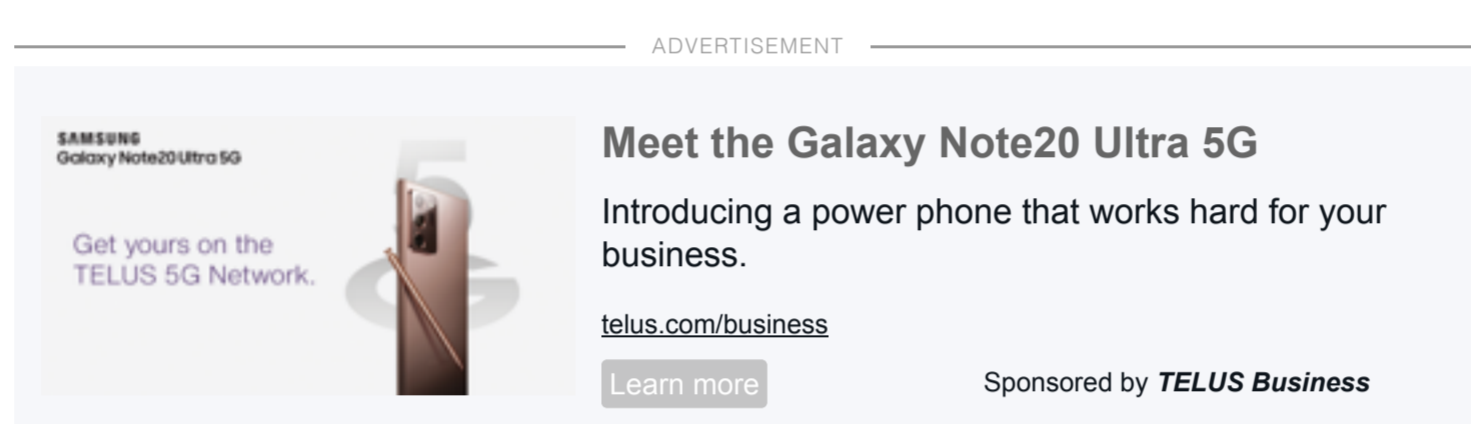 ADVERTISEMENT
SAMSUNG
Galaxy Note20 Ultra 5G
5G
Get yours on the
TELUS 5G Network.
Meet the Galaxy Note20 Ultra 5G
Introducing a power phone that works hard for your
business.
telus.com/business
Learn more
Sponsored by TELUS Business